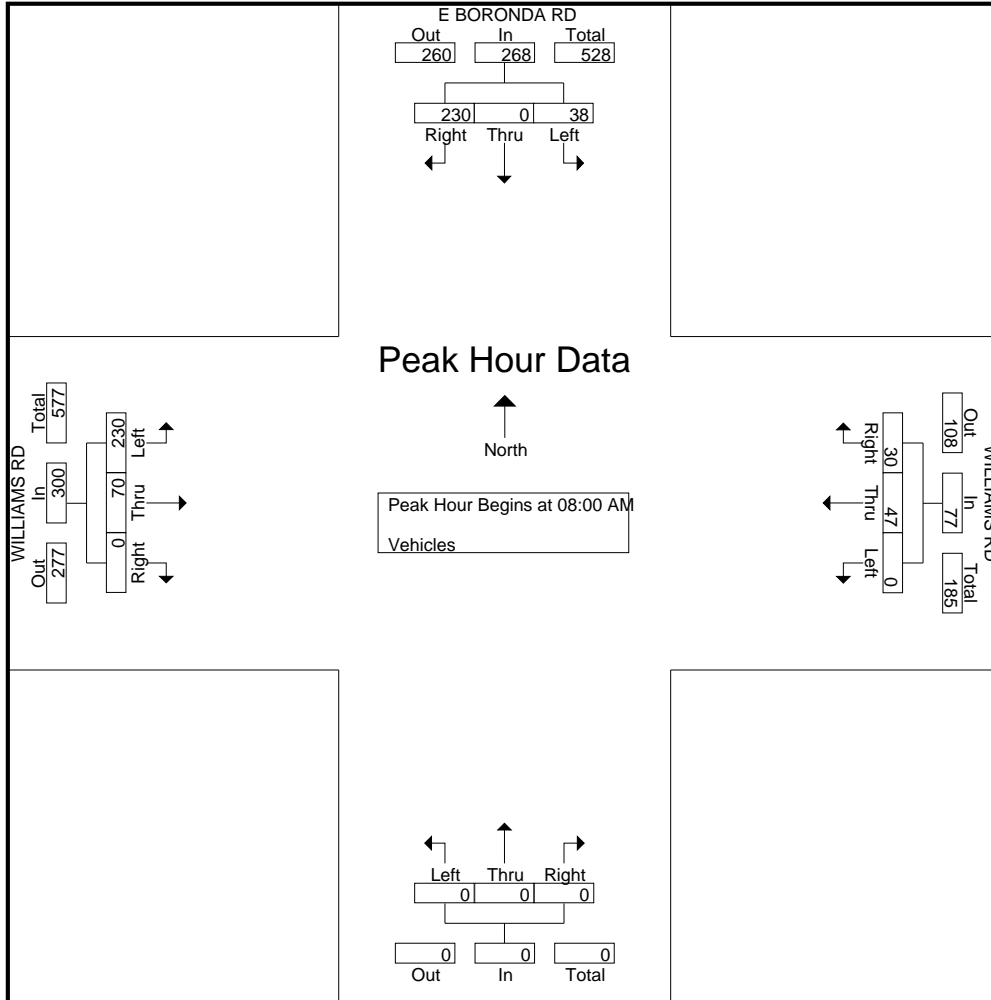 E BORONDA RD
Out In Total
260 268 528
230 0 38
Right Thru Left
Peak Hour Data
North
Peak Hour Begins at 08:00 AM
Vehicles
WILLIAMS RD
Total In Out
577 300 277
230 70 0
Left Thru Right
WILLIAMS RD
Out In Total
108 77 185
30 47 0
Right Thru Left
Left Thru Right
0 0 0
0 0 0
Out In Total